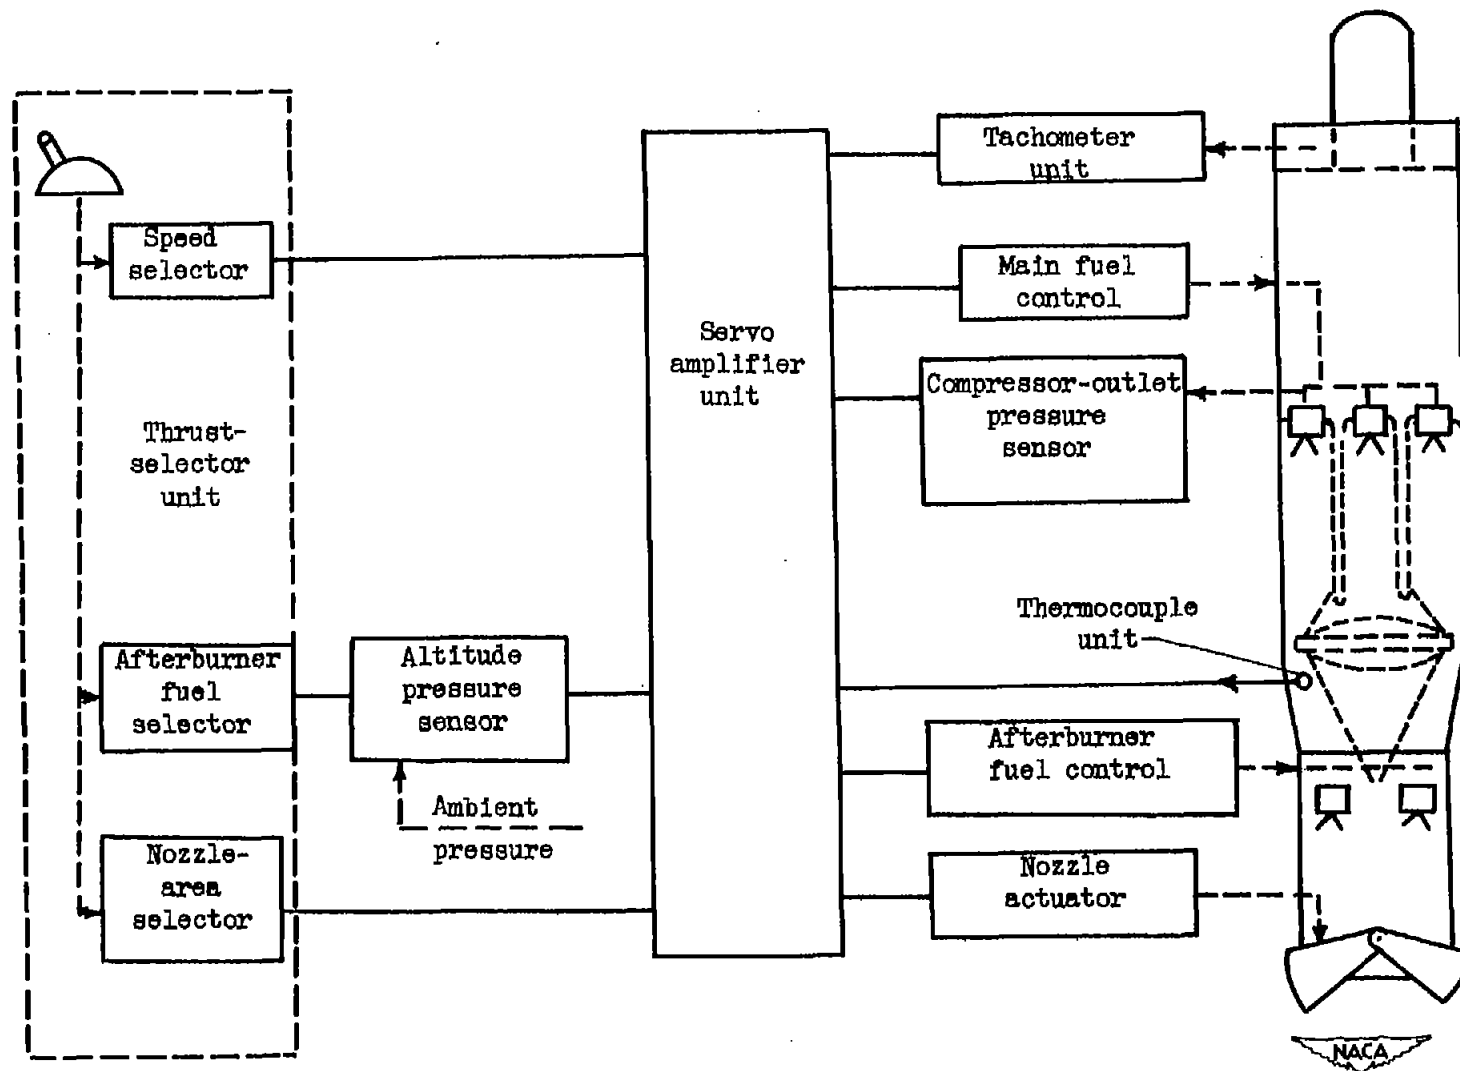 Tachometer
unit
Speed
selector
Main fuel
control
Servo
amplifier
unit
Compressor-outlet
pressure
sensor
Thrust-
selector
unit
Thermocouple
unit
Afterburner
fuel
selector
Altitude
pressure
sensor
Afterburner
fuel control
Ambient
pressure
Nozzle-
area
selector
Nozzle
actuator
NACA